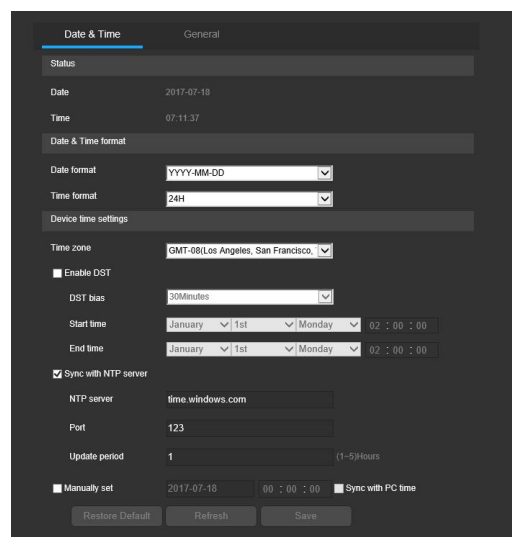 Date & Time General
Status
Date 2017-07-18
Time 07:11:37
Date & Time format
Date format YYYY-MM-DD
Time format 24H
Device time settings
Time zone GMT-08(Los Angeles, San Francisco,
Enable DST
DST bias 30Minutes
Start time January 1st Monday 02 : 00 : 00
End time January 1st Monday 02 : 00 : 00
Sync with NTP server
NTP server time.windows.com
Port 123
Update period 1 (1~5)Hours
Manually set 2017-07-18 00 : 00 : 00 Sync with PC time
Restore Default Refresh Save